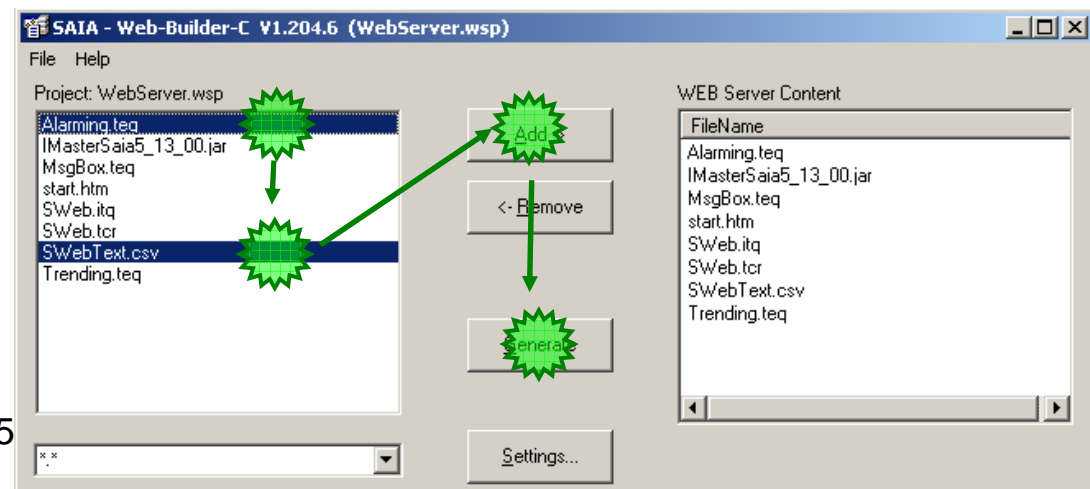 SAIA - Web-Builder-C V1.204.6 (WebServer.wsp)
File Help
Project: WebServer.wsp
Alarming.teq
IMasterSaia5_13_00.jar
MsgBox.teq
start.htm
SWeb.itq
SWeb.tcr
SWebText.csv
Trending.teq
*.*
Add
<- Remove
Generate
Settings...
WEB Server Content
FileName
Alarming.teq
IMasterSaia5_13_00.jar
MsgBox.teq
start.htm
SWeb.itq
SWeb.tcr
SWebText.csv
Trending.teq
5